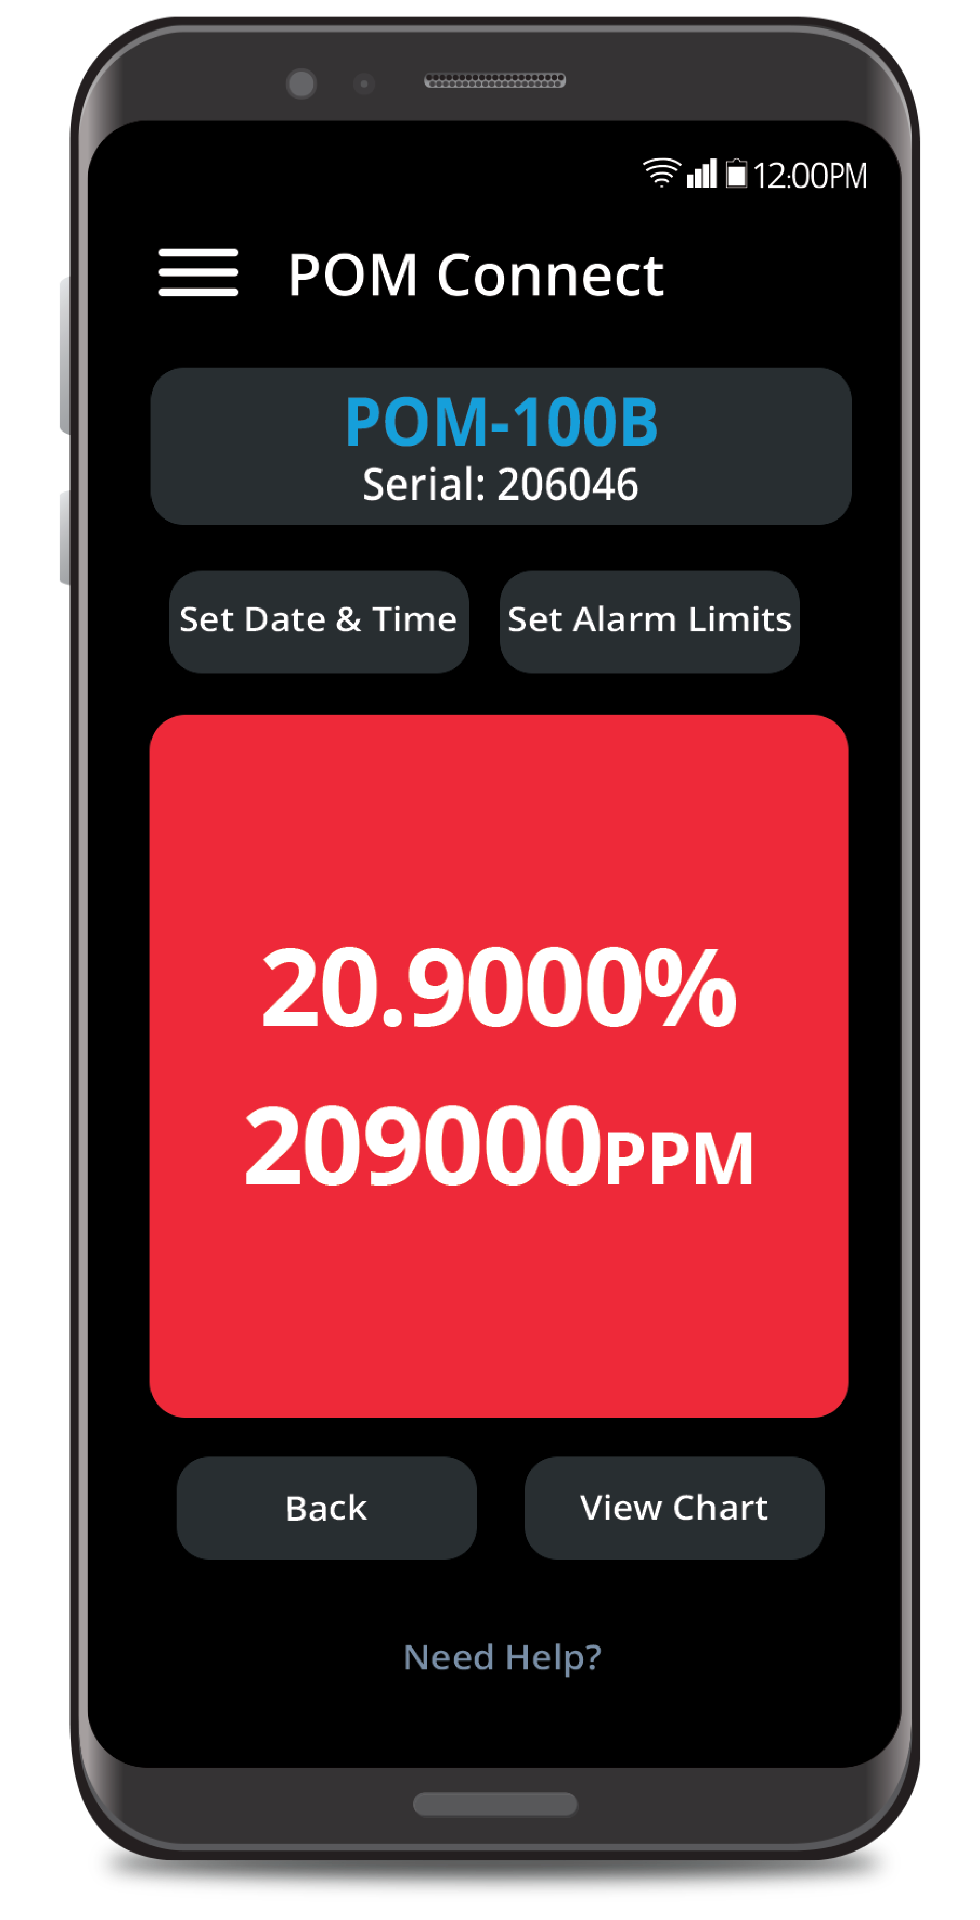 12:00PM
POM Connect
POM-100B
Serial: 206046
Set Date & Time
Set Alarm Limits
20.9000%
209000PPM
Back
View Chart
Need Help?